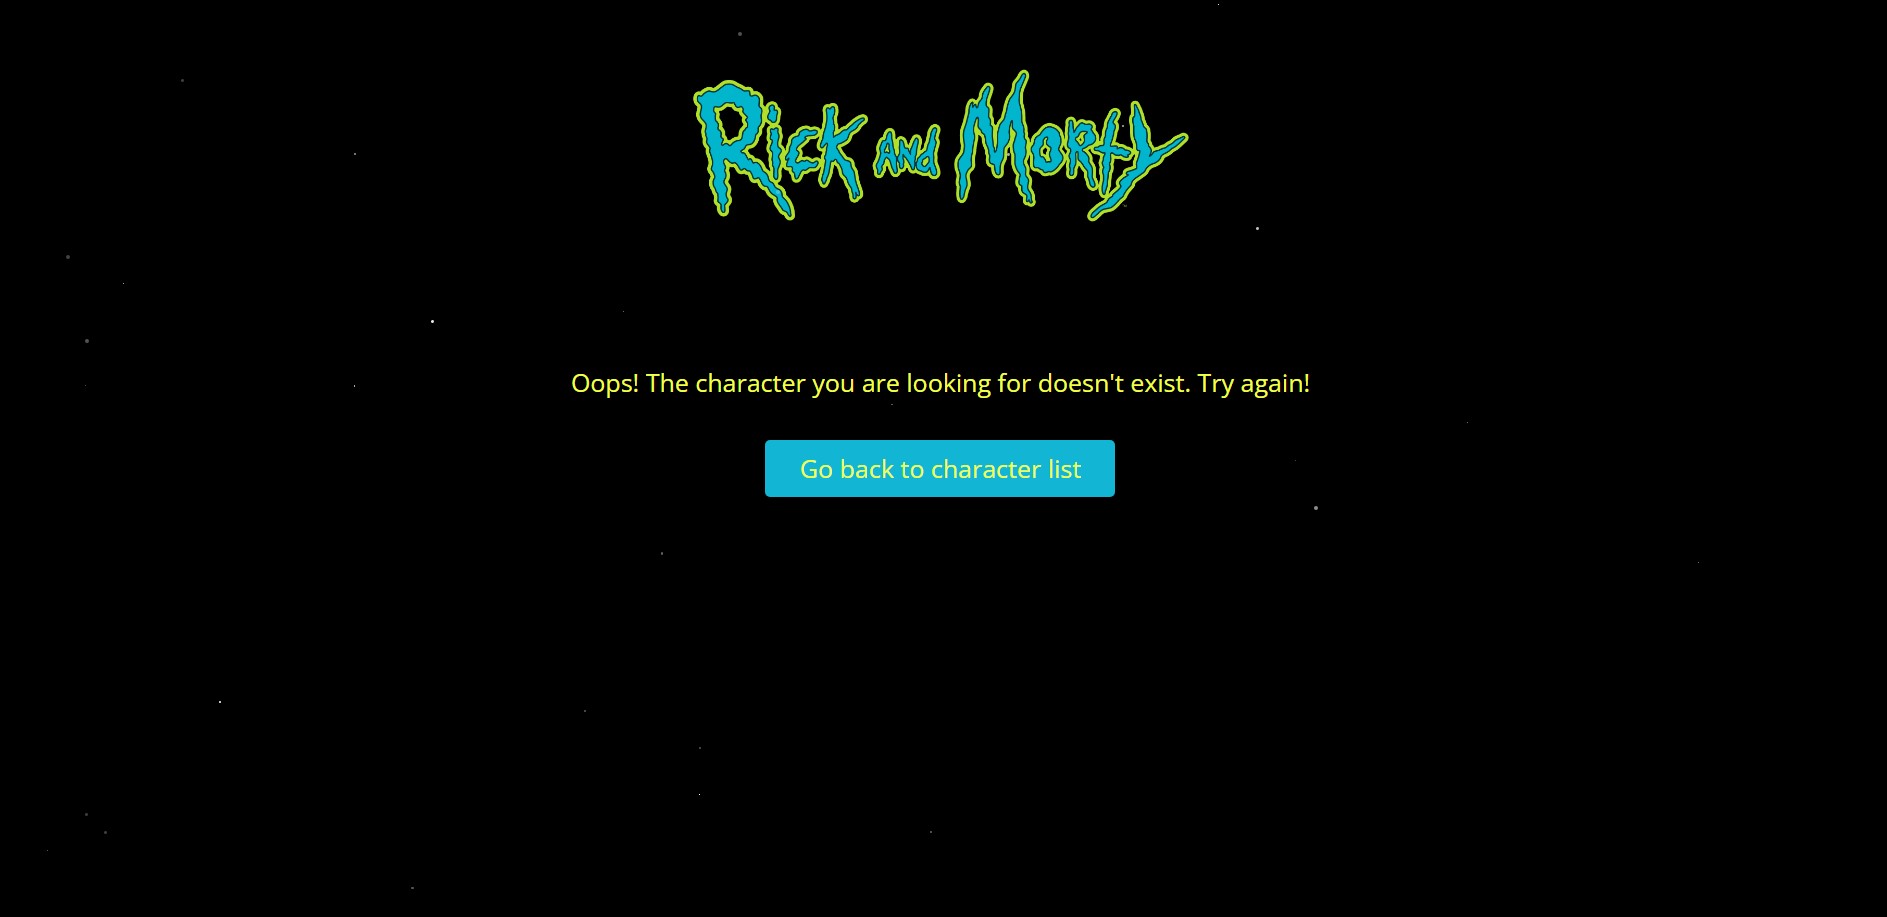 Rick and Morty
Oops! The character you are looking for doesn't exist. Try again!
Go back to character list